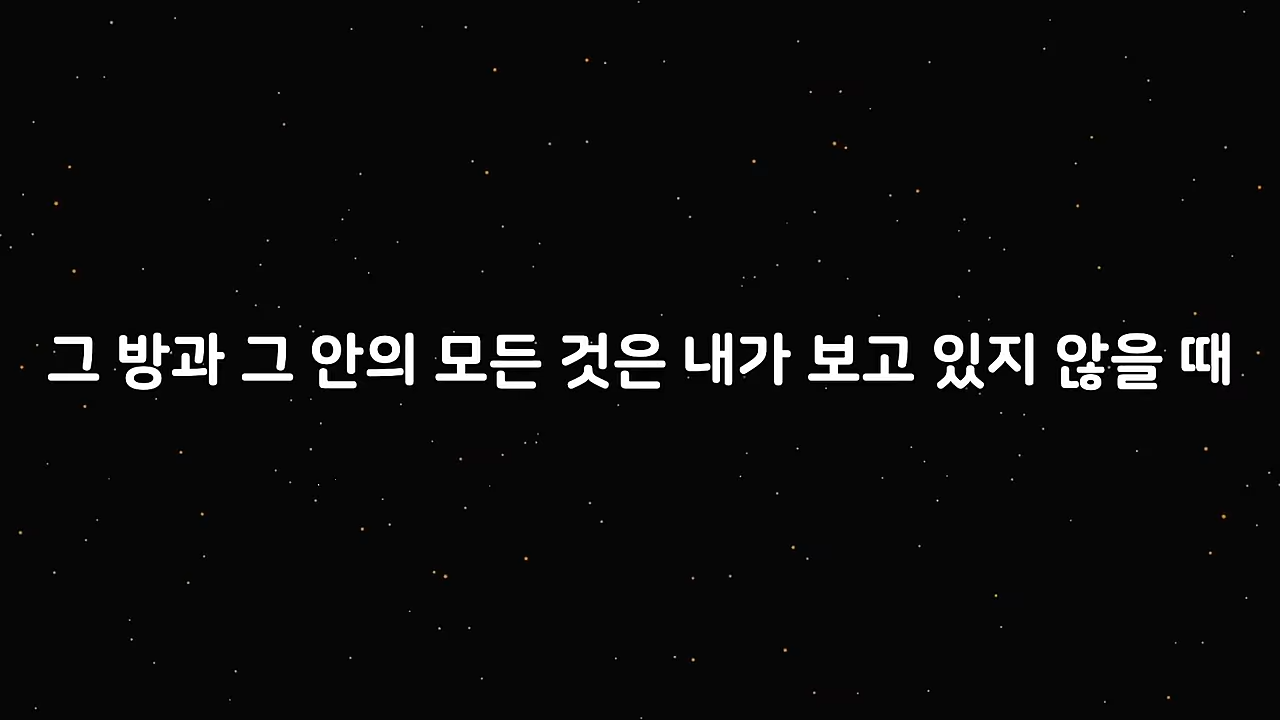 그 방과 그 안의 모든 것은 내가 보고 있지 않을 때